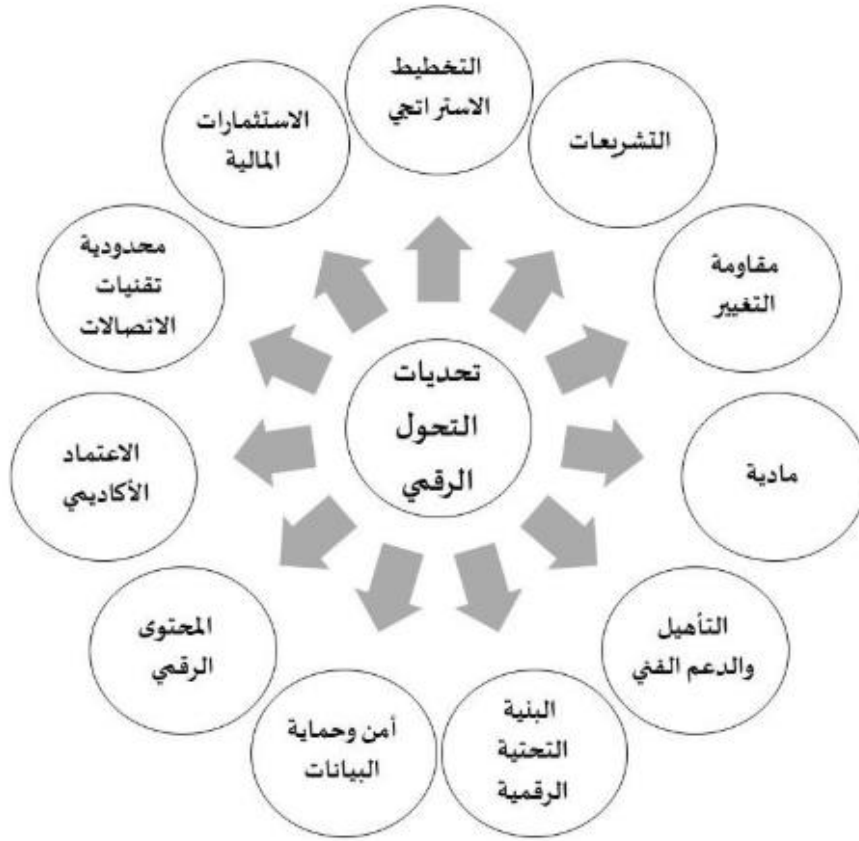 التخطيط
الاستراتجي
التشريعات
مقاومة
التغيير
مادية
التأهيل
والدعم الفني
البنية
التحتية
الرقمية
أمن وحماية
البيانات
المحتوى
الرقمي
الاعتماد
الأكاديمي
محدودية
تقنيات
الاتصالات
الاستثمارات
المالية
تحديات
التحول
الرقمي